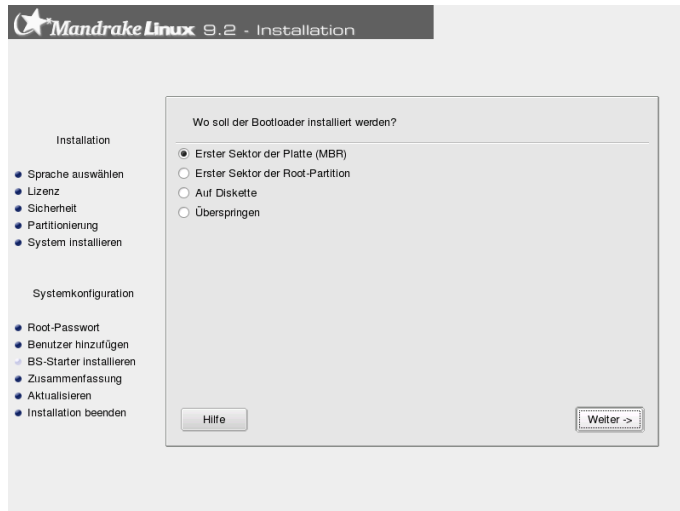 Mandrake Linux 9.2 - Installation
Installation
Sprache auswählen
Lizenz
Sicherheit
Partitionierung
System installieren
Systemkonfiguration
Root-Passwort
Benutzer hinzufügen
BS-Starter installieren
Zusammenfassung
Aktualisieren
Installation beenden
Wo soll der Bootloader installiert werden?
Erster Sektor der Platte (MBR)
Erster Sektor der Root-Partition
Auf Diskette
Überspringen
Hilfe
Weiter ->